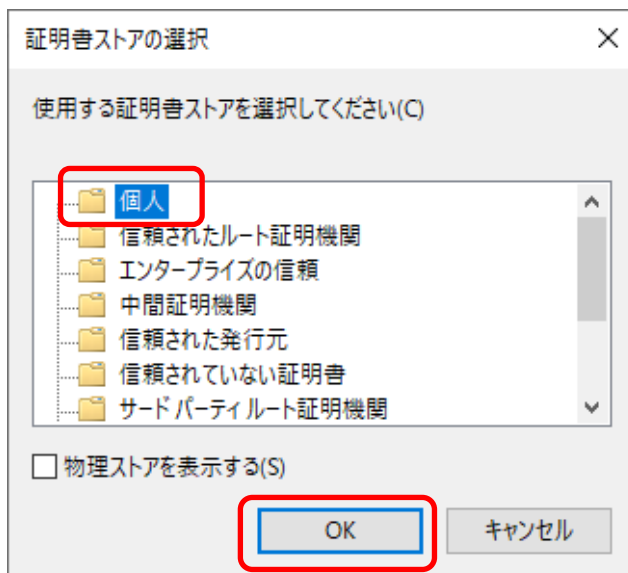 証明書ストアの選択
使用する証明書ストアを選択してください(C)
個人
信頼されたルート証明機関
エンタープライズの信頼
中間証明機関
信頼された発行元
信頼されていない証明書
サード パーティ ルート証明機関
物理ストアを表示する(S)
OK キャンセル